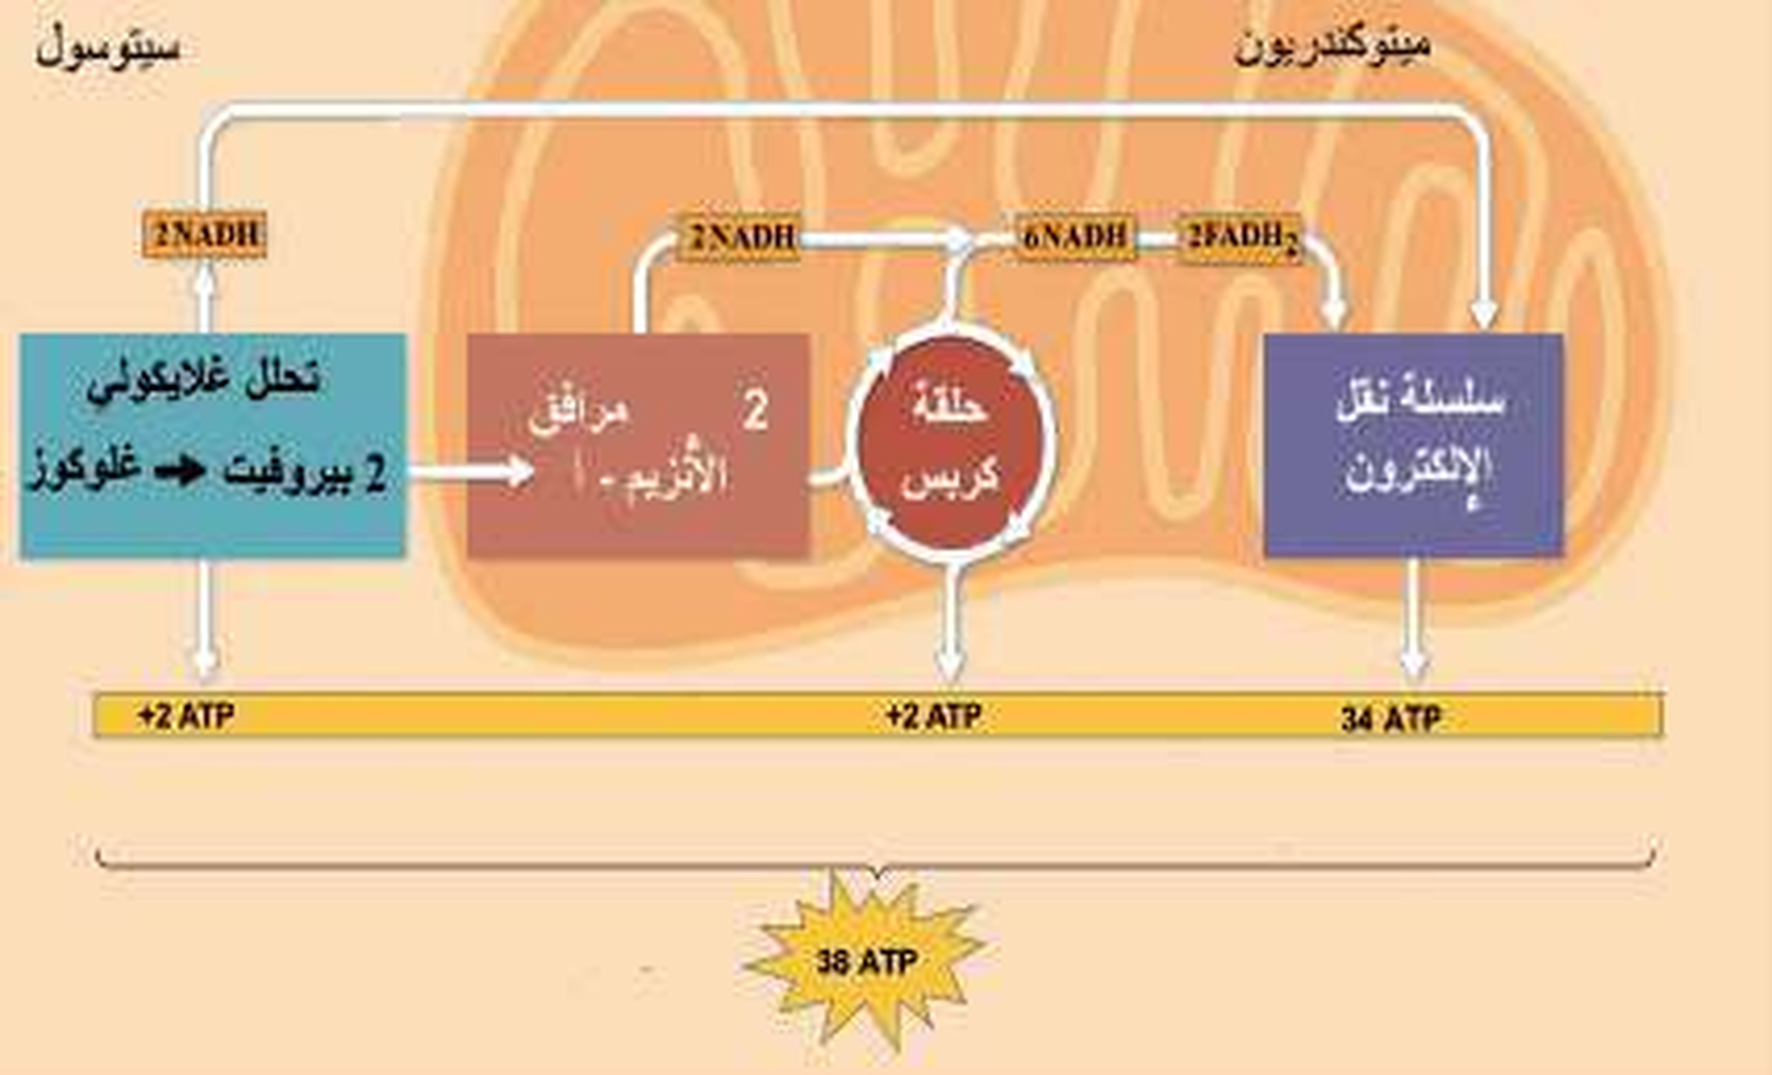 سيتوسول
ميتوكندريون
2NADH
2NADH
6NADH
2FADH2
تحلل غلايكولي
غلوكوز ➔ 2 بيروفيت
2 مرافق
الأنزيم - أ
حلقة
كربس
سلسلة نقل
الإلكترون
+2 ATP
+2 ATP
34 ATP
38 ATP